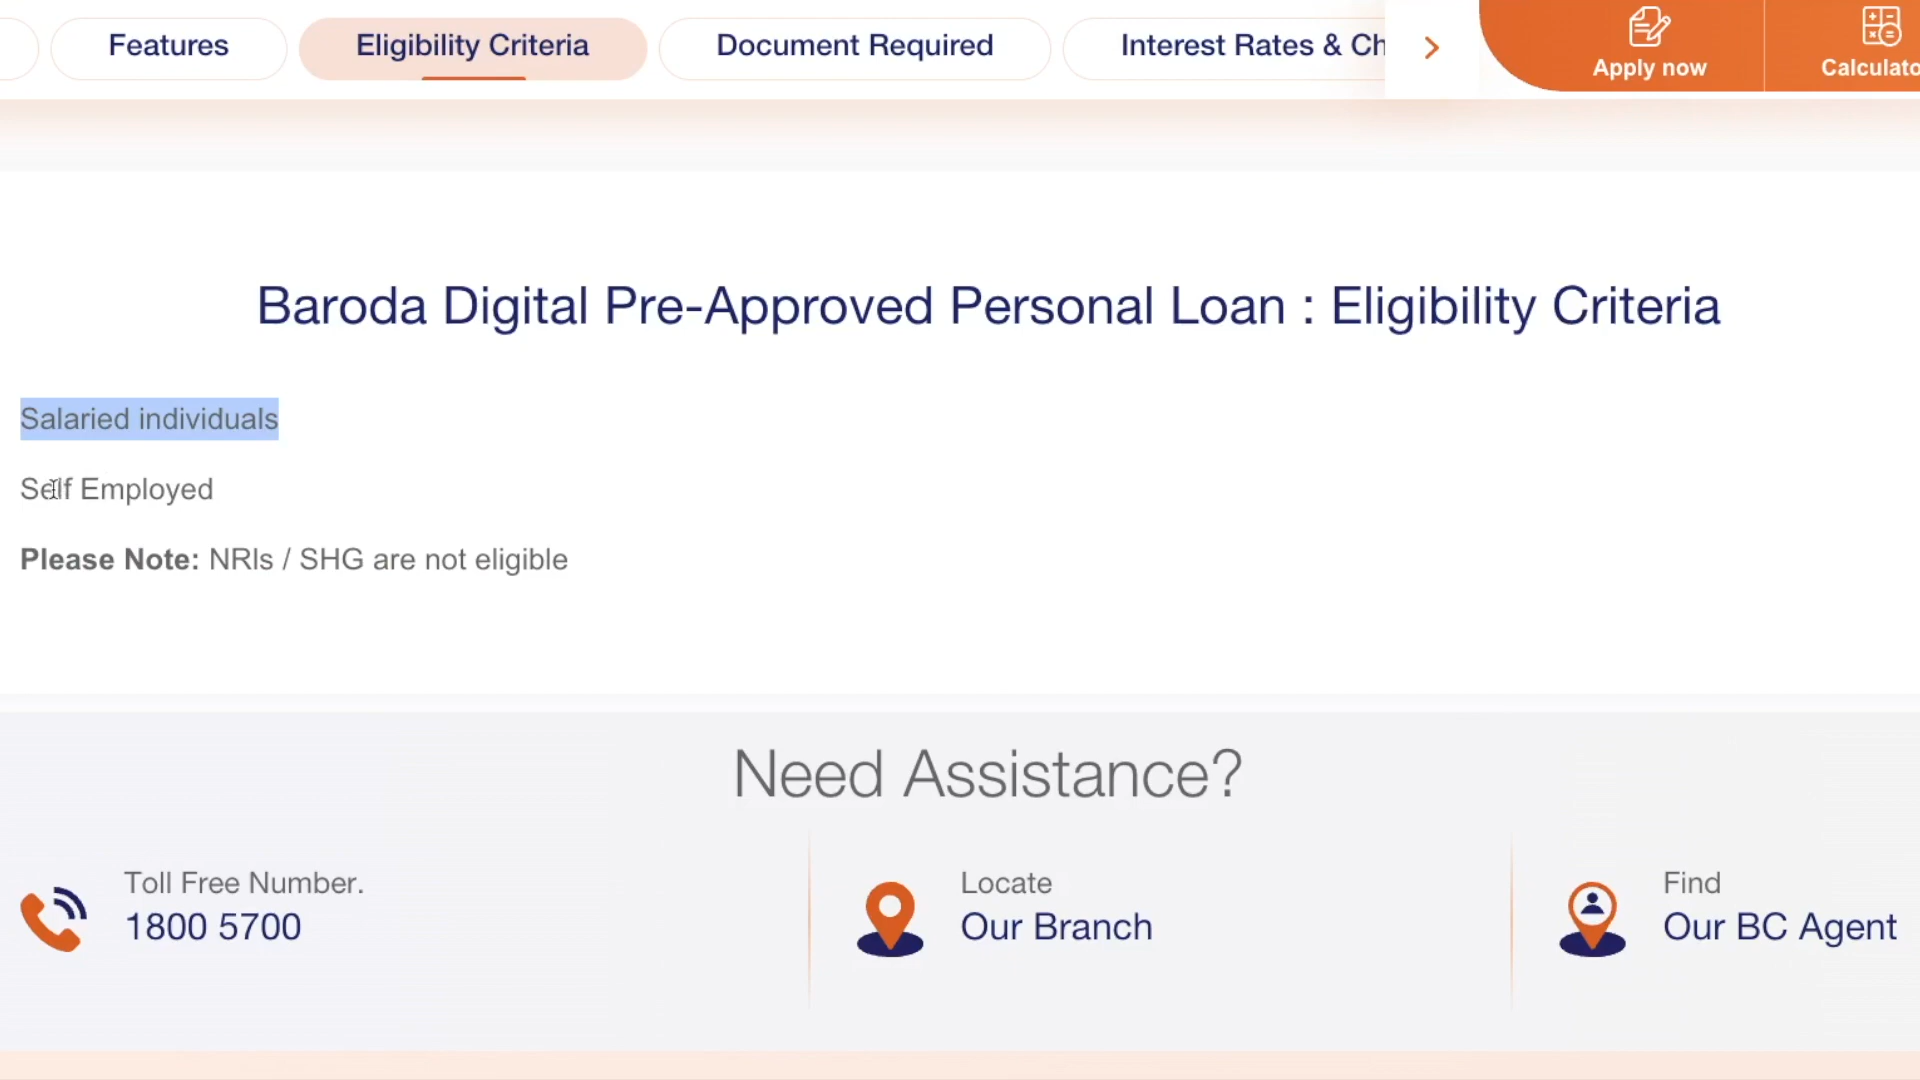 Features
Eligibility Criteria
Document Required
Interest Rates & Ch
Apply now
Calculato
Baroda Digital Pre-Approved Personal Loan : Eligibility Criteria
Salaried individuals
Self Employed
Please Note: NRIs / SHG are not eligible
Need Assistance?
Toll Free Number.
1800 5700
Locate
Our Branch
Find
Our BC Agent